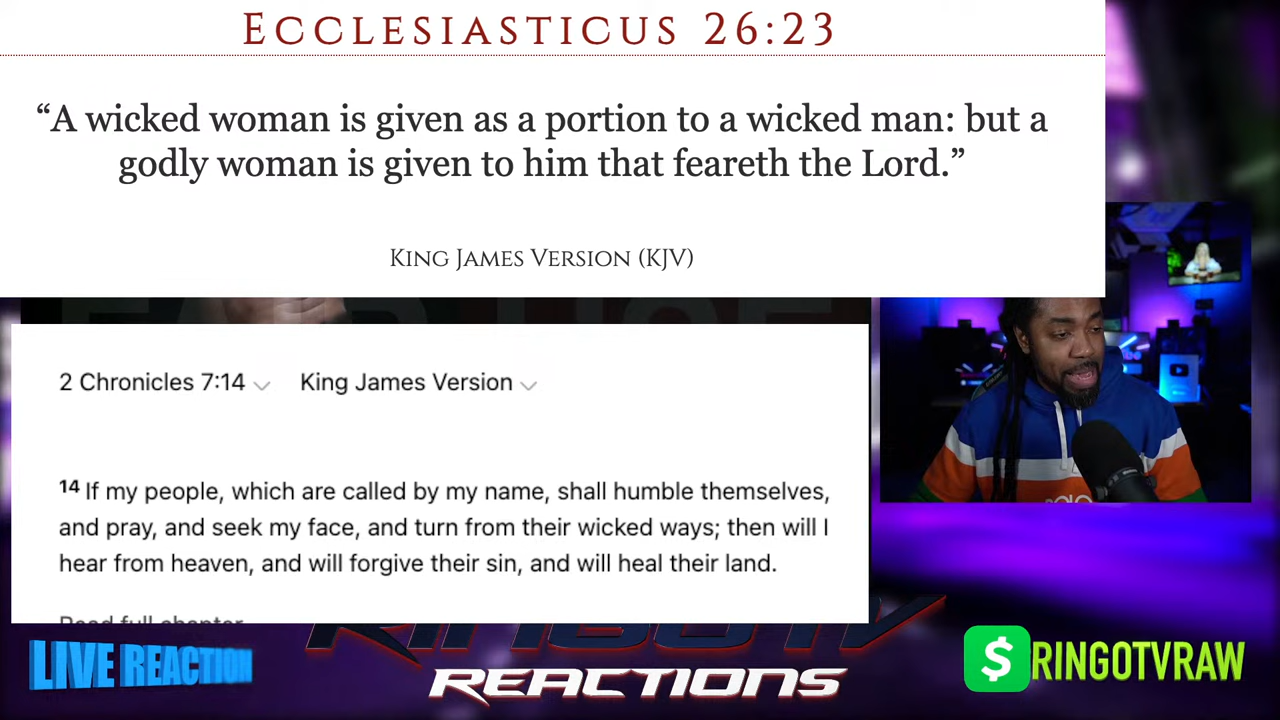 ECCLESIASTICUS 26:23
“A wicked woman is given as a portion to a wicked man: but a
godly woman is given to him that feareth the Lord.”
KING JAMES VERSION (KJV)
2 Chronicles 7:14 King James Version
14 If my people, which are called by my name, shall humble themselves,
and pray, and seek my face, and turn from their wicked ways; then will I
hear from heaven, and will forgive their sin, and will heal their land.
Read full chapter
RINGOTV
LIVE REACTION
REACTIONS
$RINGOTVRAW